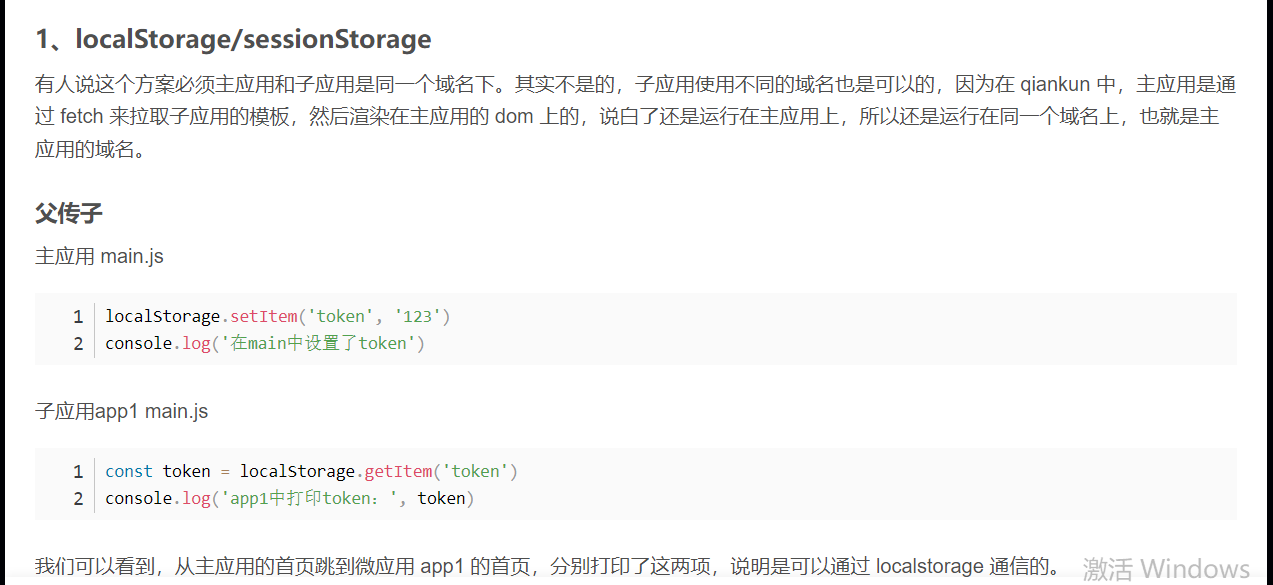 1、localStorage/sessionStorage
有人说这个方案必须主应用和子应用是同一个域名下。其实不是的，子应用使用不同的域名也是可以的，因为在 qiankun 中，主应用是通
过 fetch 来拉取子应用的模板，然后渲染在主应用的 dom 上的，说白了还是运行在主应用上，所以还是运行在同一个域名上，也就是主
应用的域名。
父传子
主应用 main.js
1 localStorage.setItem('token', '123')
2 console.log('在main中设置了token')
子应用app1 main.js
1 const token = localStorage.getItem('token')
2 console.log('app1中打印token：', token)
我们可以看到，从主应用的首页跳到微应用 app1 的首页，分别打印了这两项，说明是可以通过 localstorage 通信的。
激活 Windows